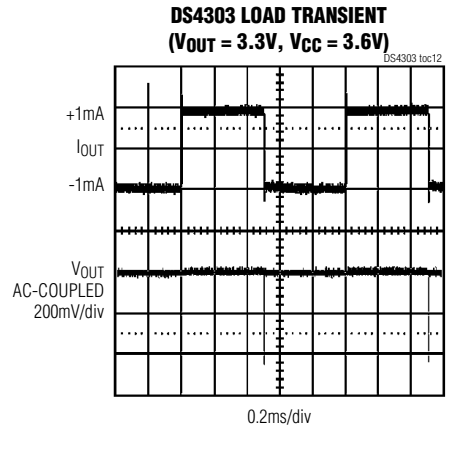 DS4303 LOAD TRANSIENT
(VOUT = 3.3V, VCC = 3.6V)
DS4303 toc12
+1mA
IOUT
-1mA
VOUT
AC-COUPLED
200mV/div
0.2ms/div